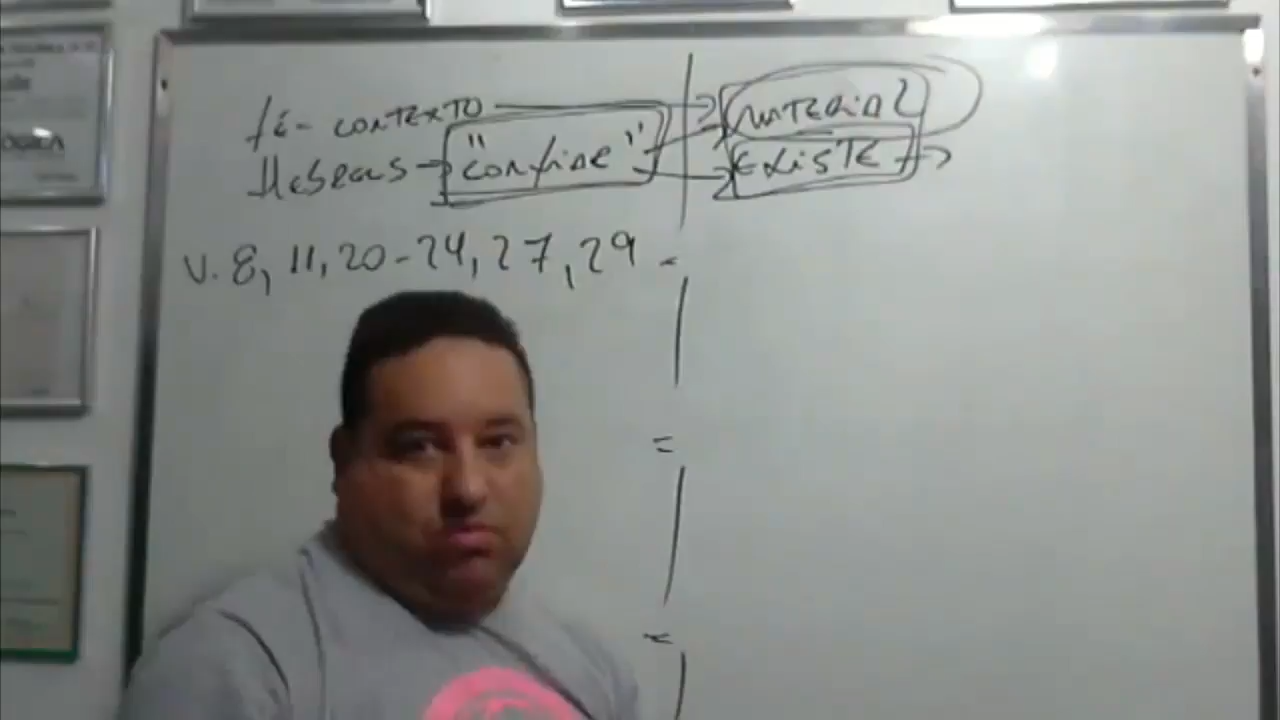 fé - contexto material
Hebreus - "confiar" existe
v. 8, 11, 20-24, 27, 29 -